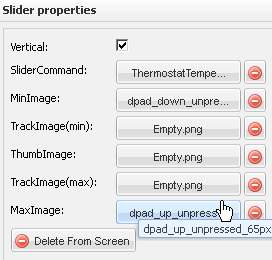 Slider properties
Vertical:
SliderCommand: ThermostatTempe...
MinImage: dpad_down_unpre...
TrackImage(min): Empty.png
ThumbImage: Empty.png
TrackImage(max): Empty.png
MaxImage: dpad_up_unpress
dpad_up_unpressed_65px
Delete From Screen